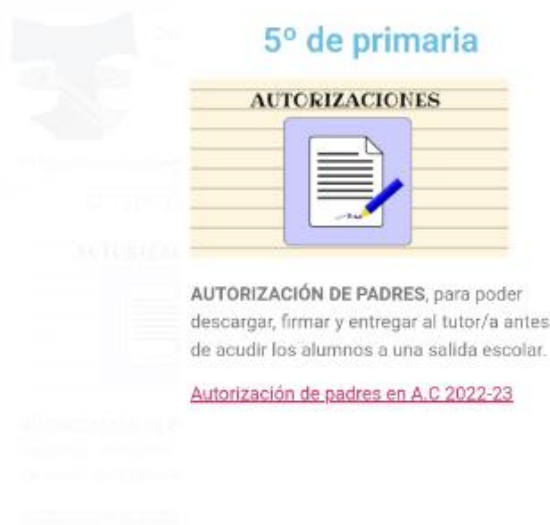 5º de primaria
AUTORIZACIONES
AUTORIZACIÓN DE PADRES, para poder
descargar, firmar y entregar al tutor/a antes
de acudir los alumnos a una salida escolar.
Autorización de padres en A.C 2022-23